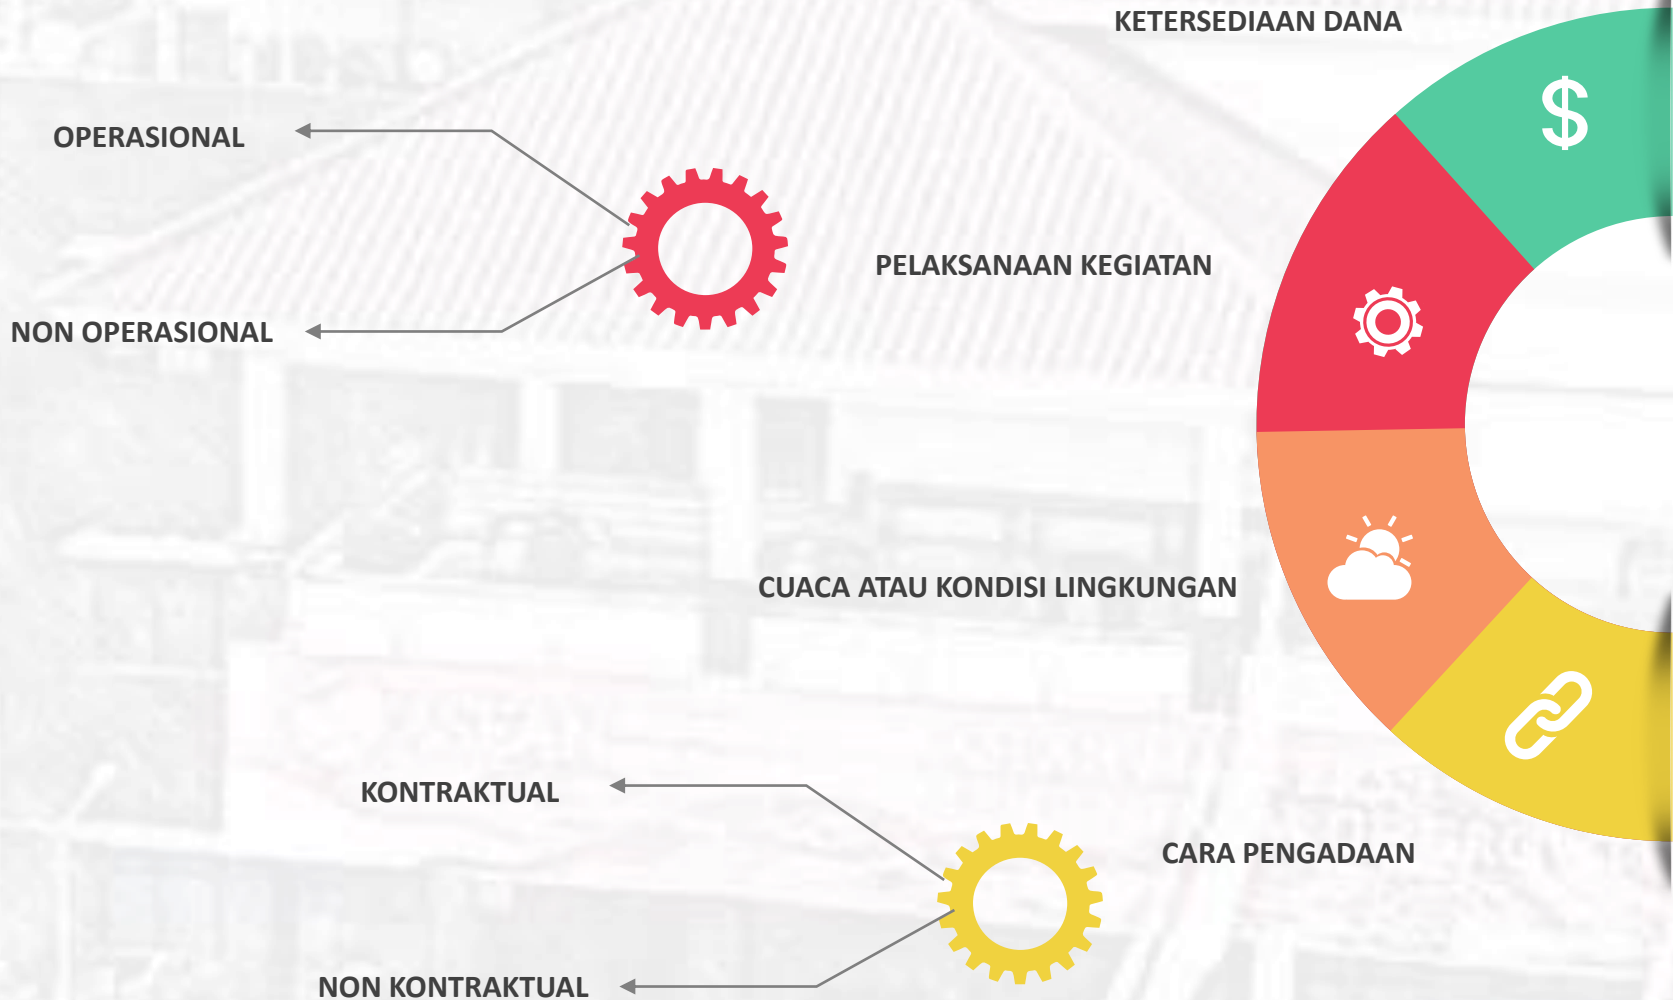 KETERSEDIAAN DANA
OPERASIONAL
PELAKSANAAN KEGIATAN
NON OPERASIONAL
CUACA ATAU KONDISI LINGKUNGAN
KONTRAKTUAL
CARA PENGADAAN
NON KONTRAKTUAL